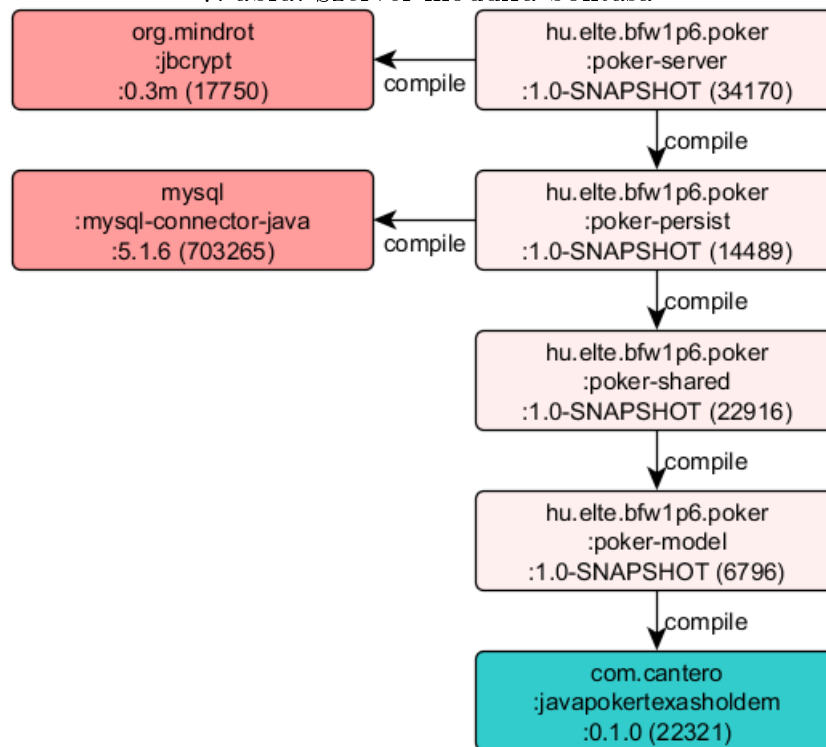 org.mindrot
:jbcrypt
:0.3m (17750)
compile
hu.elte.bfw1p6.poker
:poker-server
:1.0-SNAPSHOT (34170)
compile
mysql
:mysql-connector-java
:5.1.6 (703265)
compile
hu.elte.bfw1p6.poker
:poker-persist
:1.0-SNAPSHOT (14489)
compile
hu.elte.bfw1p6.poker
:poker-shared
:1.0-SNAPSHOT (22916)
compile
hu.elte.bfw1p6.poker
:poker-model
:1.0-SNAPSHOT (6796)
compile
com.cantero
:javapokertexasholdem
:0.1.0 (22321)